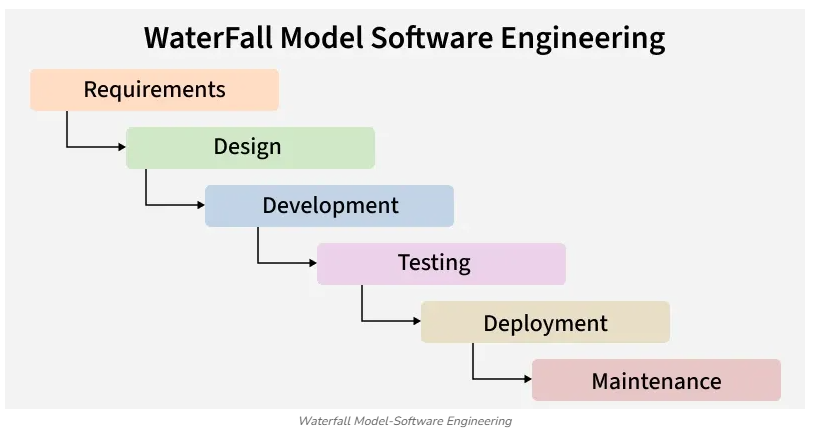 WaterFall Model Software Engineering
Requirements
Design
Development
Testing
Deployment
Maintenance
Waterfall Model-Software Engineering